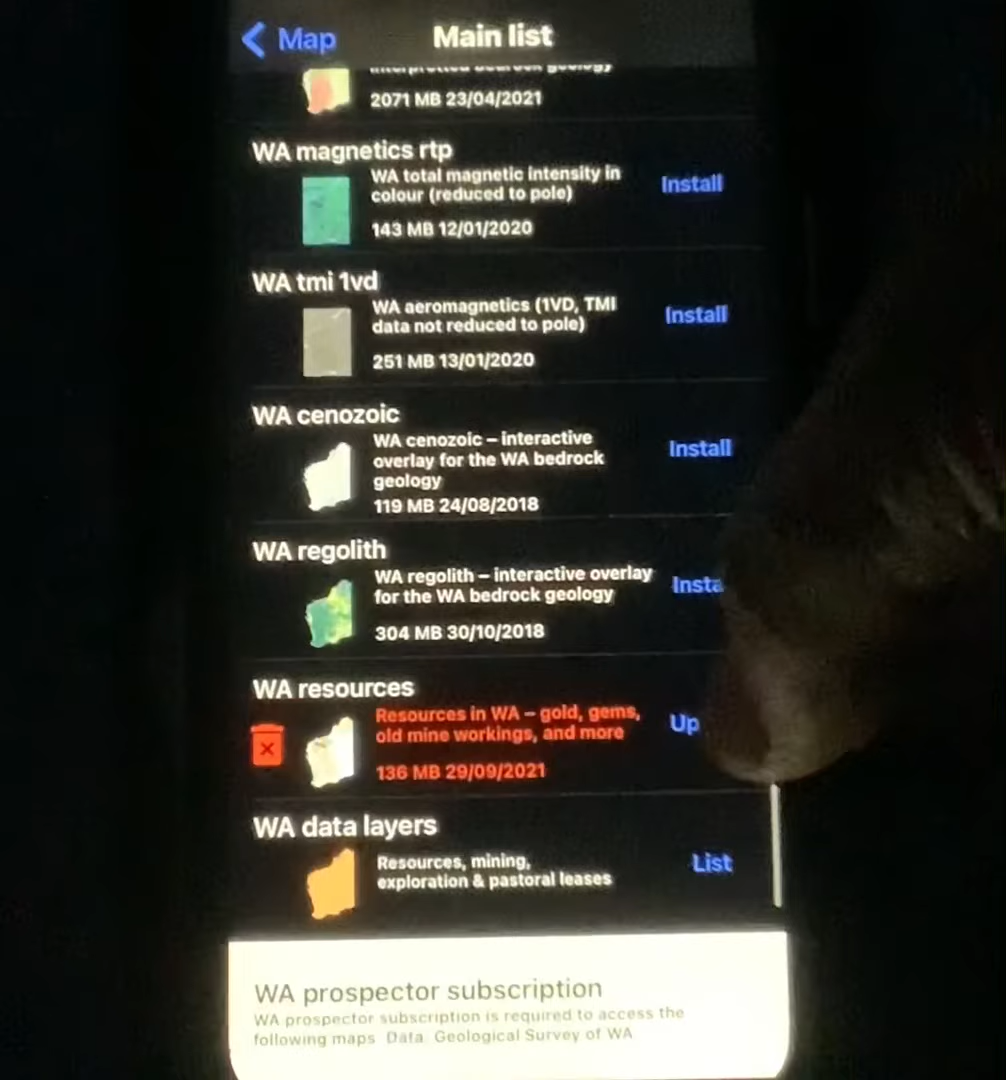 Map
Main list
interpreted bedrock geology
2071 MB 23/04/2021
WA magnetics rtp
WA total magnetic intensity in
colour (reduced to pole)
Install
143 MB 12/01/2020
WA tmi 1vd
WA aeromagnetics (1VD, TMI
data not reduced to pole)
Install
251 MB 13/01/2020
WA cenozoic
WA cenozoic – interactive
overlay for the WA bedrock
geology
Install
119 MB 24/08/2018
WA regolith
WA regolith – interactive overlay
for the WA bedrock geology
Insta
304 MB 30/10/2018
WA resources
Resources in WA – gold, gems,
old mine workings, and more
Up
136 MB 29/09/2021
WA data layers
Resources, mining,
exploration & pastoral leases
List
WA prospector subscription
WA prospector subscription is required to access the
following maps Data: Geological Survey of WA